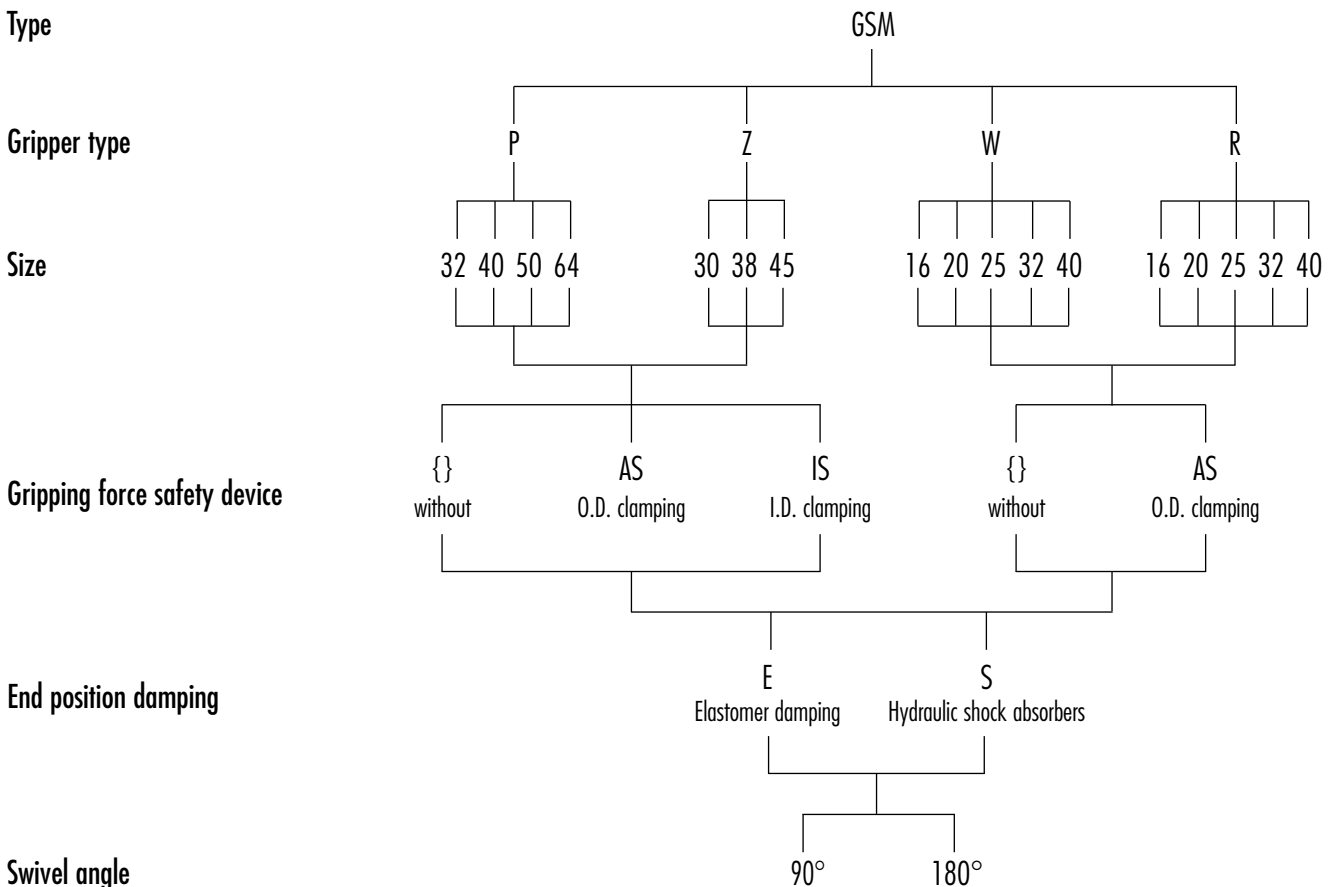 Type GSM
Gripper type P Z W R
Size 32 40 50 64 30 38 45 16 20 25 32 40 16 20 25 32 40
Gripping force safety device {} AS IS {} AS
without O.D. clamping I.D. clamping without O.D. clamping
End position damping E S
Elastomer damping Hydraulic shock absorbers
Swivel angle 90° 180°